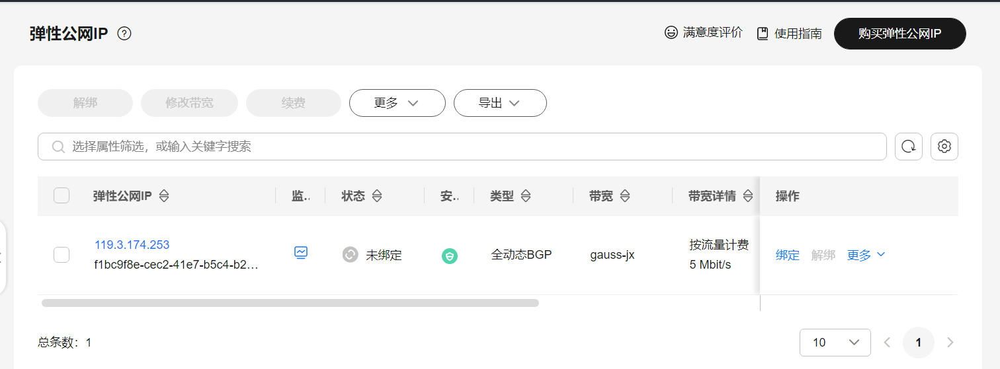 弹性公网IP
满意度评价
使用指南
购买弹性公网IP
解绑
修改带宽
续费
更多
导出
选择属性筛选，或输入关键字搜索
弹性公网IP
监..
状态
安..
类型
带宽
带宽详情
操作
119.3.174.253
f1bc9f8e-cec2-41e7-b5c4-b2…
未绑定
全动态BGP
gauss-jx
按流量计费
5 Mbit/s
绑定
解绑
更多
总条数：1
10
1